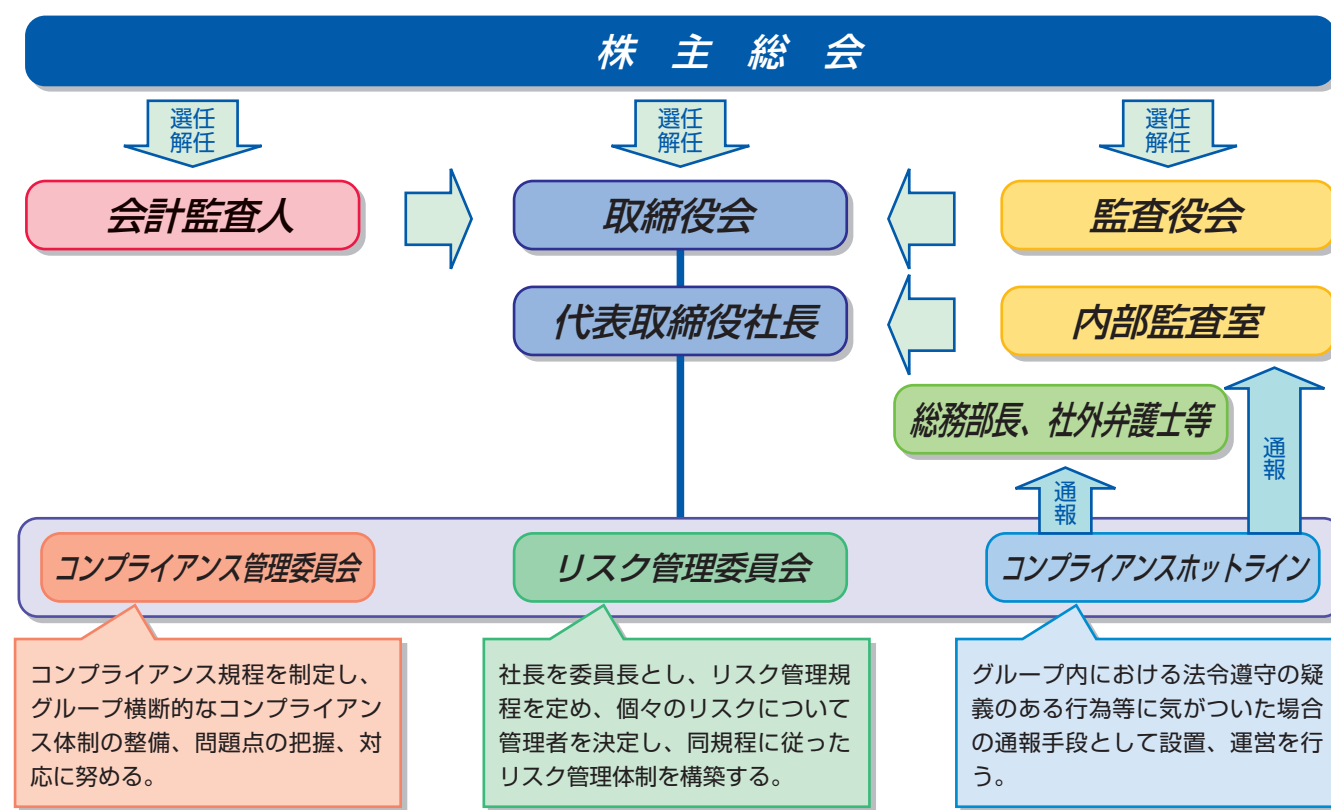 株主総会
選任
解任
選任
解任
選任
解任
会計監査人
取締役会
監査役会
代表取締役社長
内部監査室
総務部長、社外弁護士等
通報
通報
コンプライアンス管理委員会
リスク管理委員会
コンプライアンスホットライン
コンプライアンス規程を制定し、
グループ横断的なコンプライアン
ス体制の整備、問題点の把握、対
応に努める。
社長を委員長とし、リスク管理規
程を定め、個々のリスクについて
管理者を決定し、同規程に従った
リスク管理体制を構築する。
グループ内における法令遵守の疑
義のある行為等に気がついた場合
の通報手段として設置、運営を行
う。